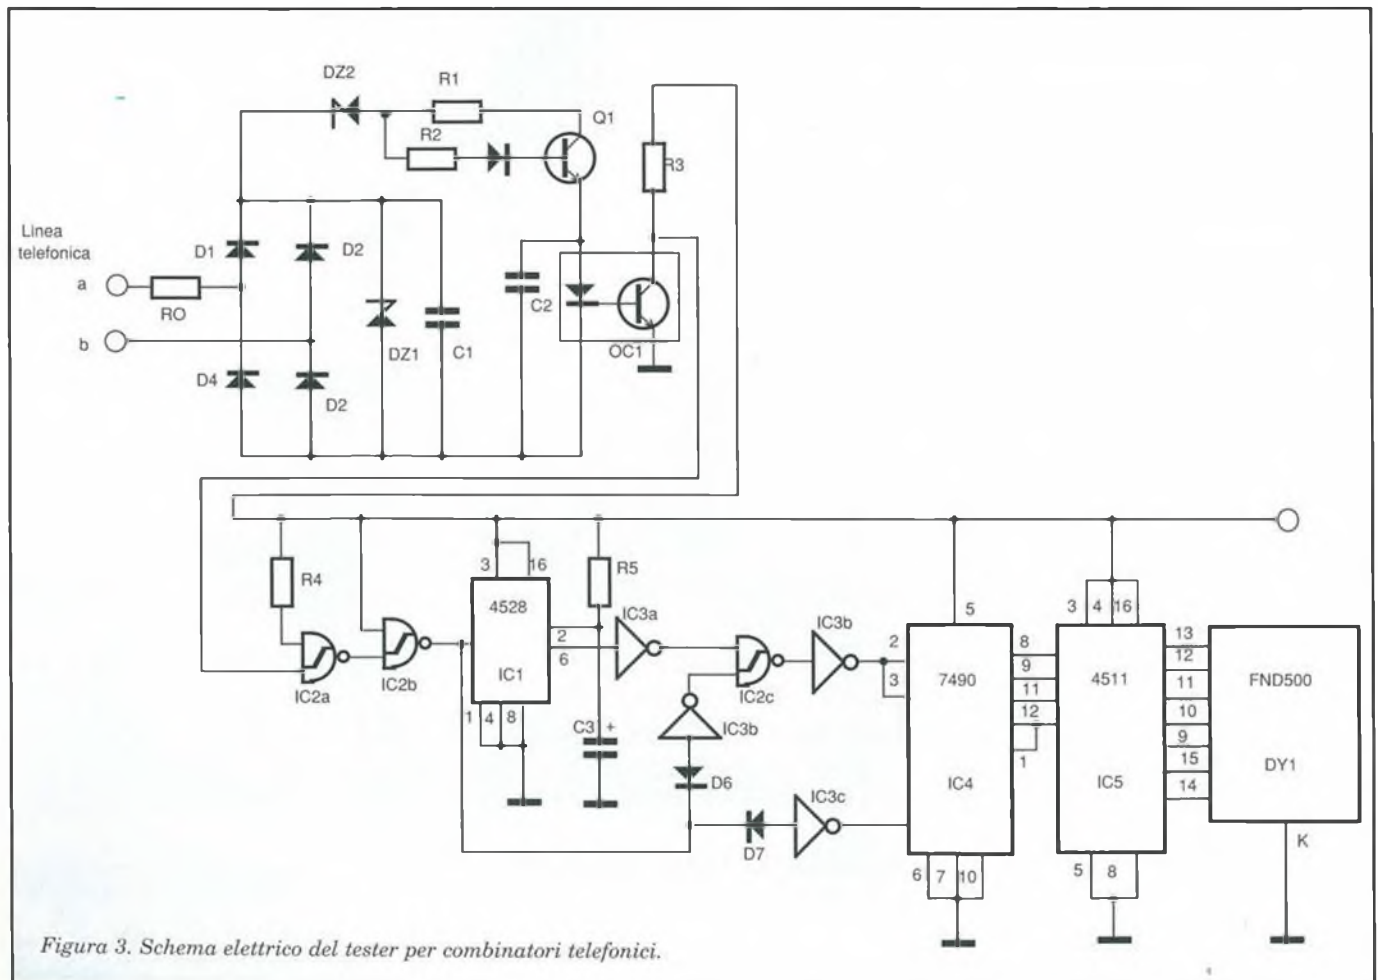 DZ2
R1
Q1
R2
R3
Linea
telefonica
D1
D2
a
RO
C2
b
DZ1
C1
OC1
D4
D2
3
16
R4
R5
4528
IC3a
3 4 16
5
2
6
IC3b
2
8
13
12
3
9
7490
4511
11
FND500
IC2a
IC2b
IC1
IC2c
11
10
12
1 4 8
C3 +
IC3b
9
1
15
D6
IC3c
IC4
IC5
DY1
14
D7
K
6 7 10
5 8
Figura 3. Schema elettrico del tester per combinatori telefonici.